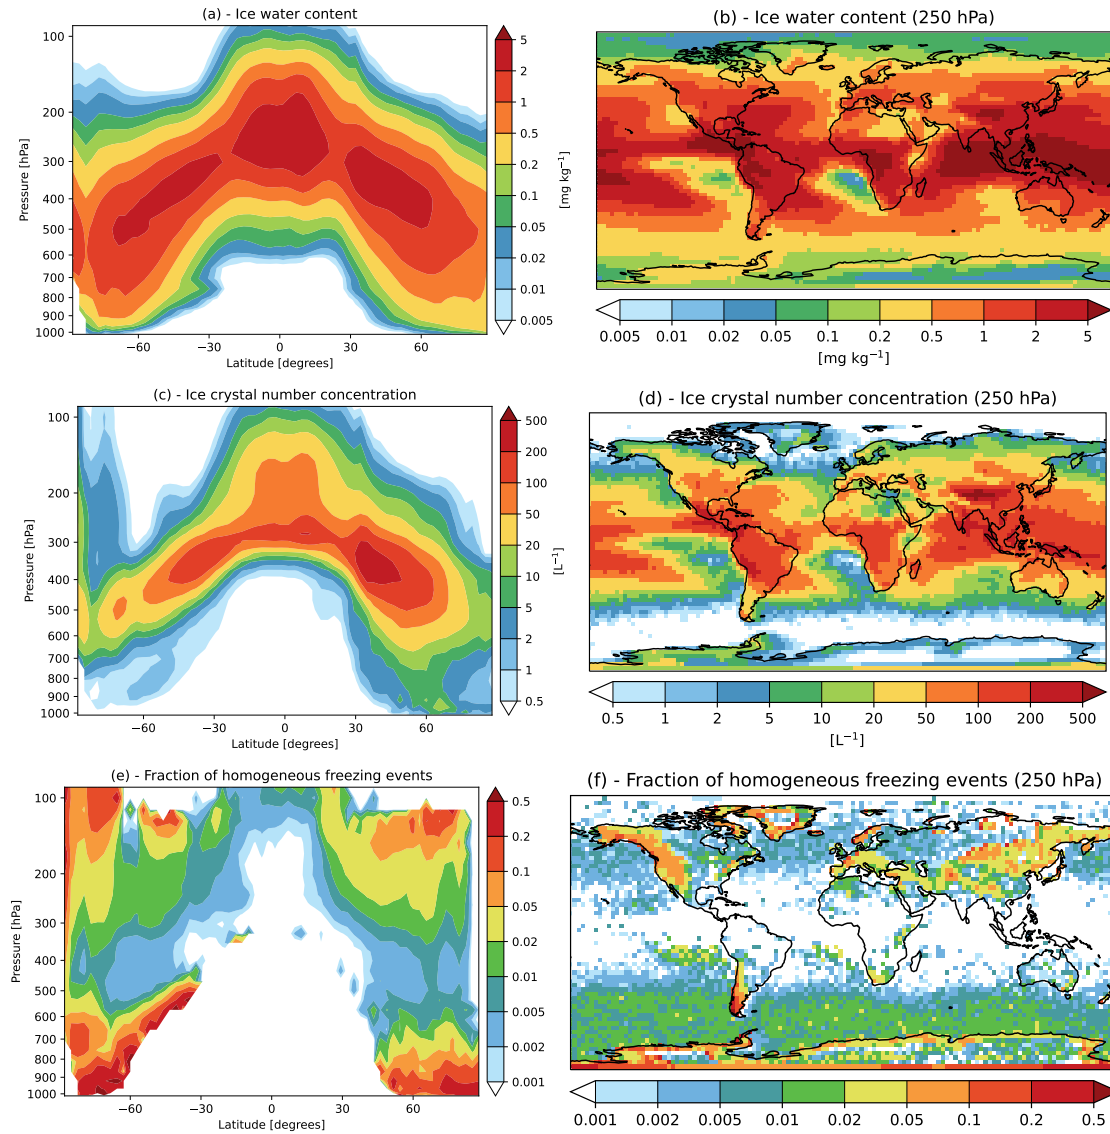 (a) - Ice water content
100
200
300
400
500
600
700
800
900
1000
Pressure [hPa]
−60 −30 0 30 60
Latitude [degrees]
5
2
1
0.5
0.2
0.1
0.05
0.02
0.01
0.005
[mg kg⁻¹]
(b) - Ice water content (250 hPa)
0.005 0.01 0.02 0.05 0.1 0.2 0.5 1 2 5
[mg kg⁻¹]
(c) - Ice crystal number concentration
100
200
300
400
500
600
700
800
900
1000
Pressure [hPa]
−60 −30 0 30 60
Latitude [degrees]
500
200
100
50
20
10
5
2
1
0.5
[L⁻¹]
(d) - Ice crystal number concentration (250 hPa)
0.5 1 2 5 10 20 50 100 200 500
[L⁻¹]
(e) - Fraction of homogeneous freezing events
100
200
300
400
500
600
700
800
900
1000
Pressure [hPa]
−60 −30 0 30 60
Latitude [degrees]
0.5
0.2
0.1
0.05
0.02
0.01
0.005
0.002
0.001
(f) - Fraction of homogeneous freezing events (250 hPa)
0.001 0.002 0.005 0.01 0.02 0.05 0.1 0.2 0.5